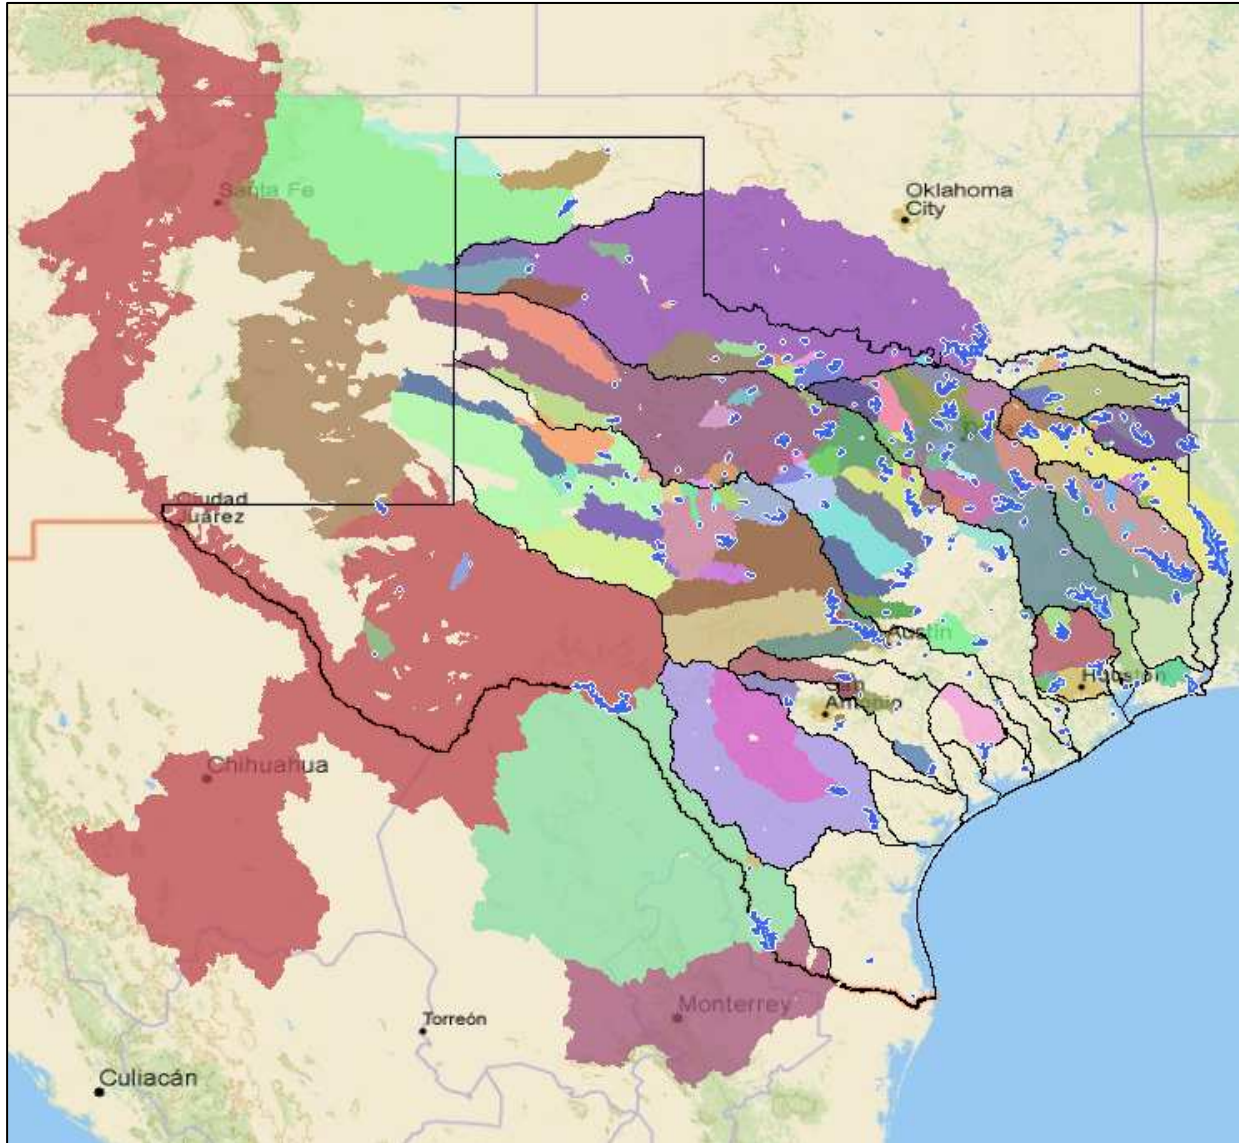 Santa Fe
Oklahoma
City
Ciudad
Juárez
Austin
Houston
San
Antonio
Chihuahua
Monterrey
Torreón
Culiacán